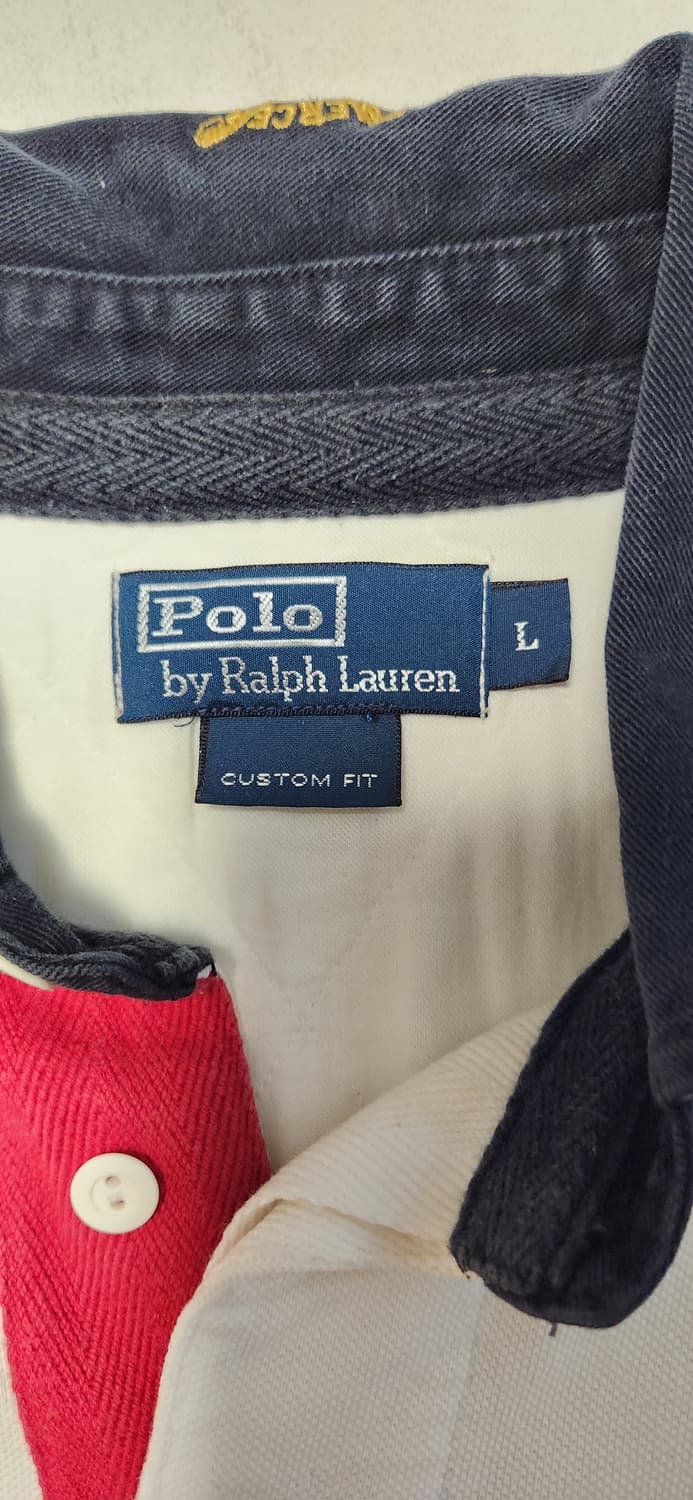 Polo
by Ralph Lauren
L
CUSTOM FIT